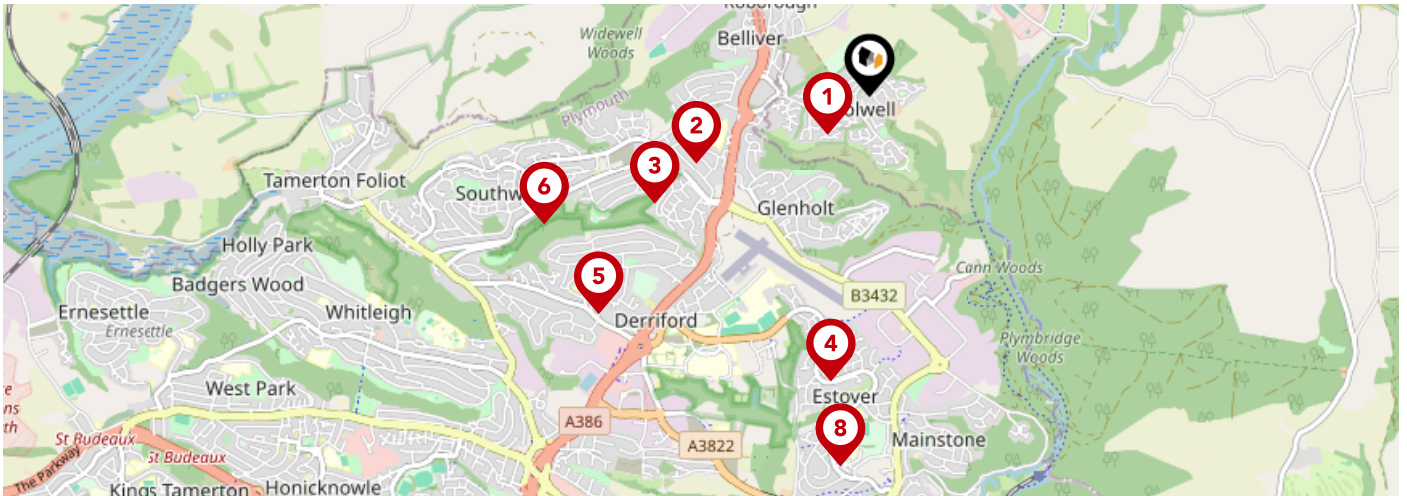 Roborough
Belliver
Widewell
Woods
Plymouth
1
olwell
2
3
6
Tamerton Foliot
Southw
Glenholt
Holly Park
Badgers Wood
Cann Woods
5
B3432
Ernesettle
Ernesettle
Whitleigh
Derriford
4
Plymbridge
Woods
West Park
Estover
A386
8
A3822
Mainstone
St Budeaux
St Budeaux
The Parkway
Kings Tamerton
Honicknowle